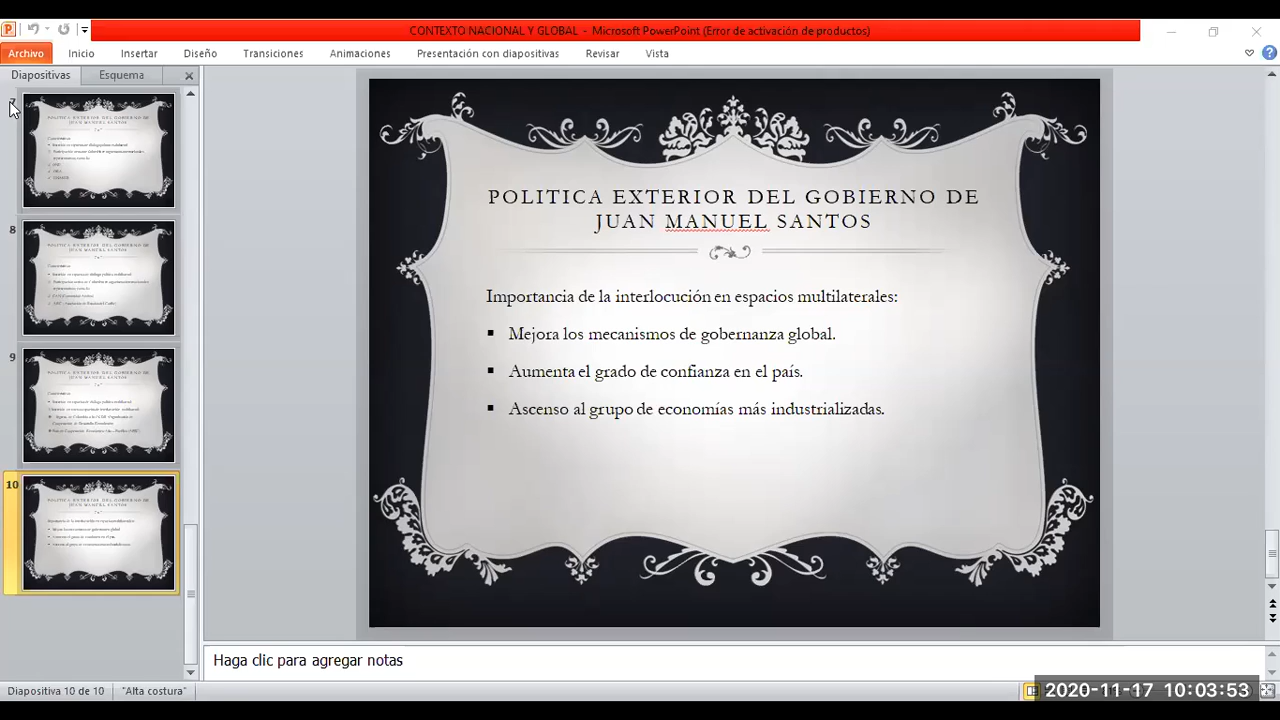 CONTEXTO NACIONAL Y GLOBAL - Microsoft PowerPoint (Error de activación de productos)
Archivo Inicio Insertar Diseño Transiciones Animaciones Presentación con diapositivas Revisar Vista
Diapositivas Esquema
8
9
10
POLITICA EXTERIOR DEL GOBIERNO DE
JUAN MANUEL SANTOS
Importancia de la interlocución en espacios multilaterales:
▪ Mejora los mecanismos de gobernanza global.
▪ Aumenta el grado de confianza en el país.
▪ Ascenso al grupo de economías más industrializadas.
Haga clic para agregar notas
Diapositiva 10 de 10 "Alta costura"
2020-11-17 10:03:53